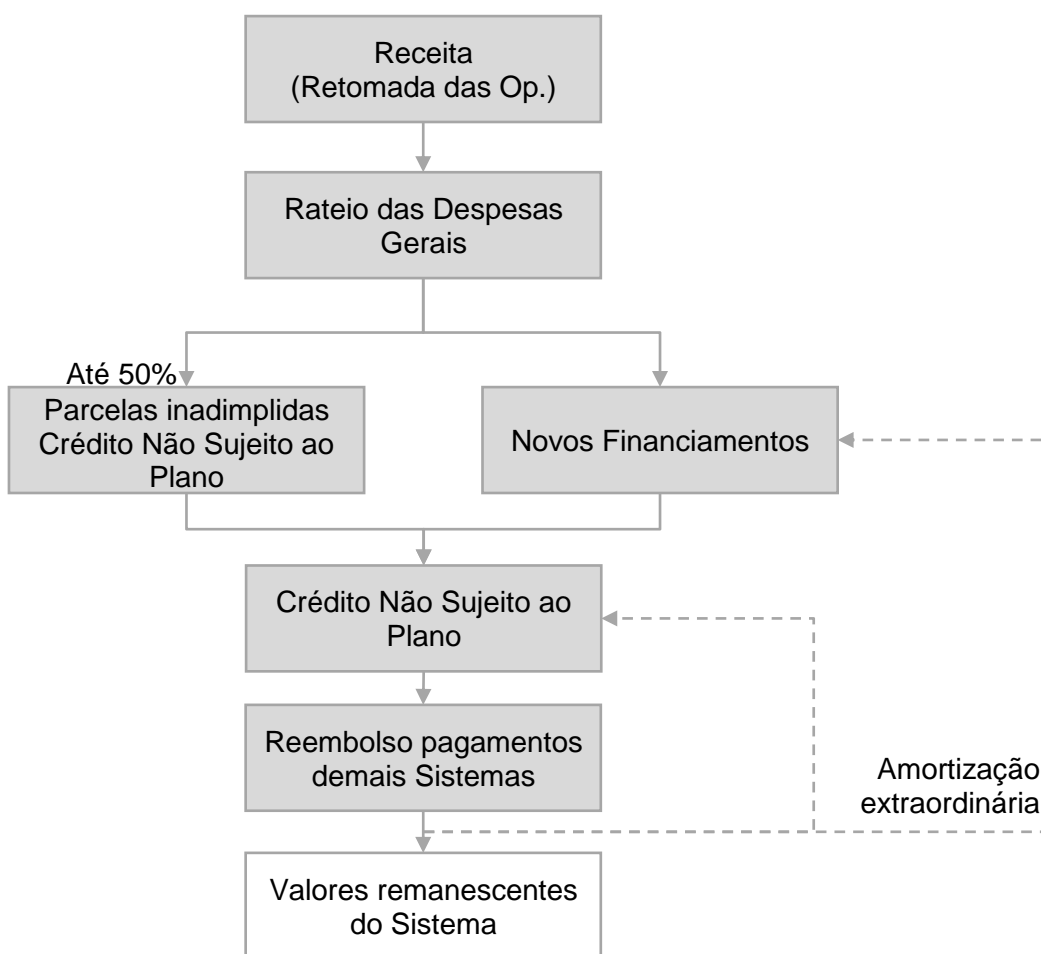 Receita
(Retomada das Op.)
Rateio das Despesas
Gerais
Até 50%
Parcelas inadimplidas
Crédito Não Sujeito ao
Plano
Novos Financiamentos
Crédito Não Sujeito ao
Plano
Reembolso pagamentos
demais Sistemas
Amortização
extraordinária
Valores remanescentes
do Sistema